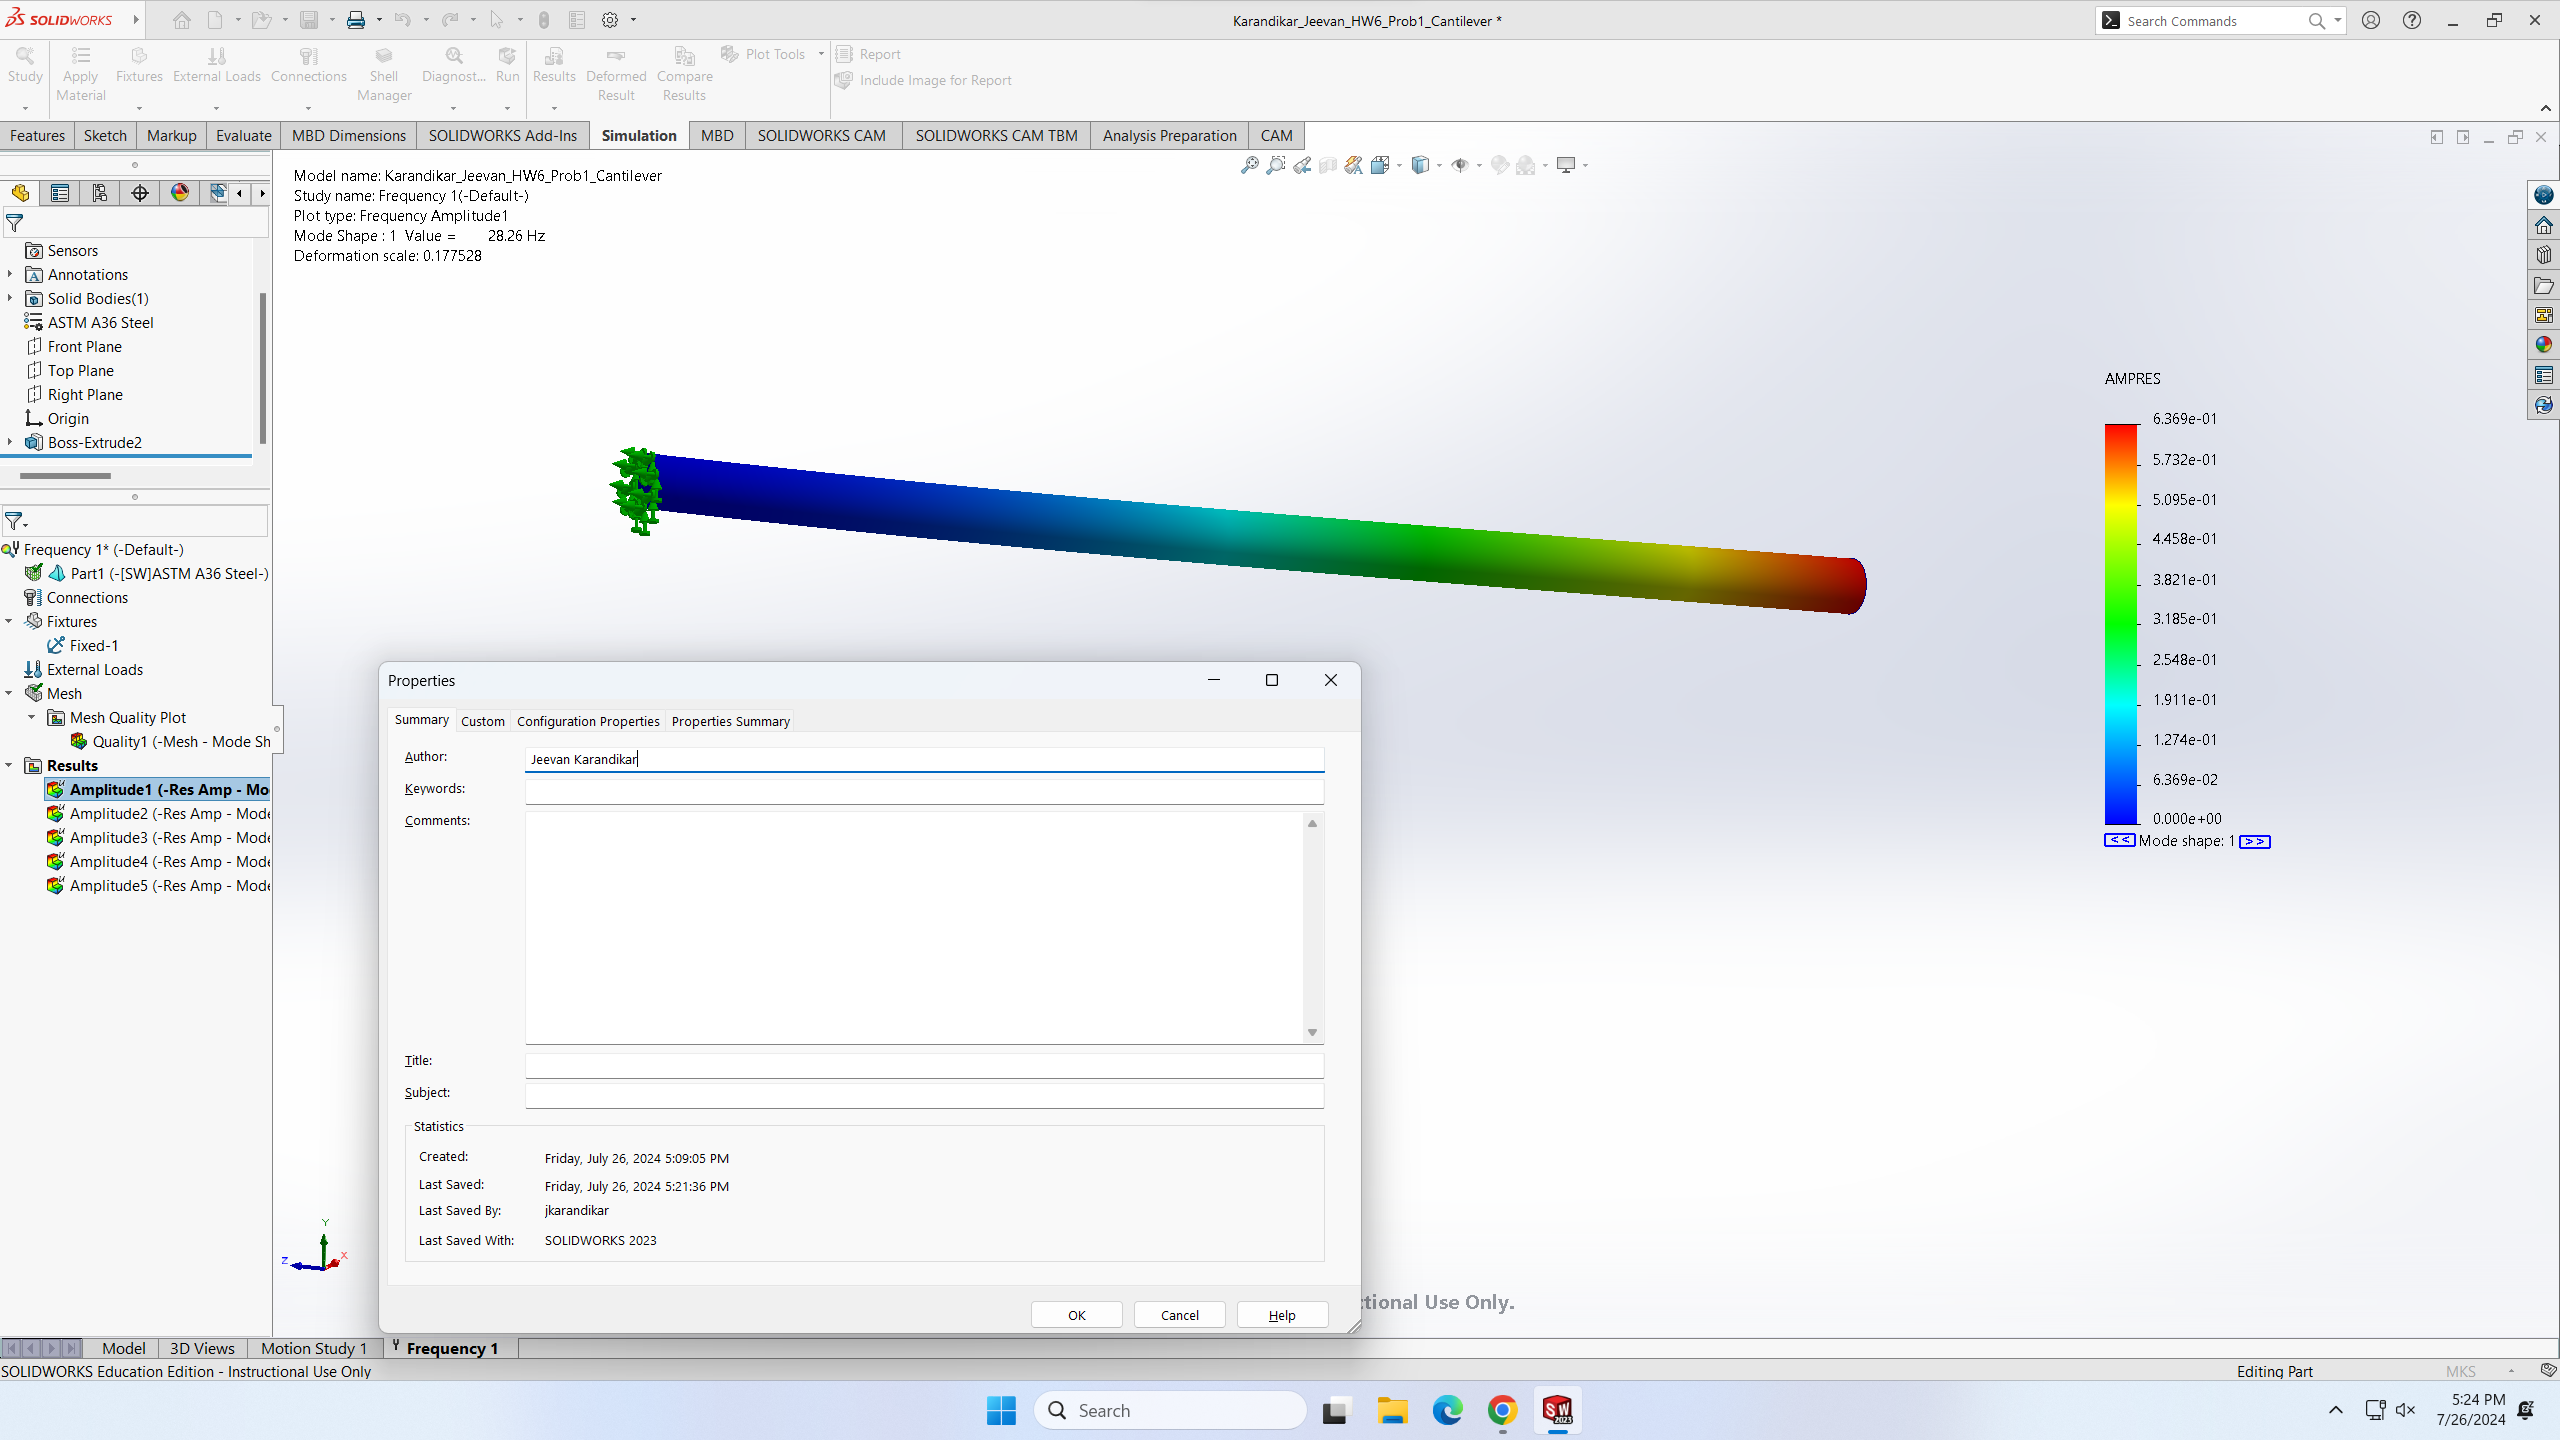 SOLIDWORKS
Karandikar_Jeevan_HW6_Prob1_Cantilever *
Search Commands
Study
Apply Material
Fixtures
External Loads
Connections
Shell Manager
Diagnost...
Run
Results
Deformed Result
Compare Results
Plot Tools
Report
Include Image for Report
Features
Sketch
Markup
Evaluate
MBD Dimensions
SOLIDWORKS Add-Ins
Simulation
MBD
SOLIDWORKS CAM
SOLIDWORKS CAM TBM
Analysis Preparation
CAM
Model name: Karandikar_Jeevan_HW6_Prob1_Cantilever
Study name: Frequency 1(-Default-)
Plot type: Frequency Amplitude1
Mode Shape : 1 Value = 28.26 Hz
Deformation scale: 0.177528
Sensors
Annotations
Solid Bodies(1)
ASTM A36 Steel
Front Plane
Top Plane
Right Plane
Origin
Boss-Extrude2
Frequency 1* (-Default-)
Part1 (-[SW]ASTM A36 Steel-)
Connections
Fixtures
Fixed-1
External Loads
Mesh
Mesh Quality Plot
Quality1 (-Mesh - Mode Sh
Results
Amplitude1 (-Res Amp - Mo
Amplitude2 (-Res Amp - Mode
Amplitude3 (-Res Amp - Mode
Amplitude4 (-Res Amp - Mode
Amplitude5 (-Res Amp - Mode
AMPRES
6.369e-01
5.732e-01
5.095e-01
4.458e-01
3.821e-01
3.185e-01
2.548e-01
1.911e-01
1.274e-01
6.369e-02
0.000e+00
<< Mode shape: 1 >>
Properties
Summary
Custom
Configuration Properties
Properties Summary
Author: Jeevan Karandikar
Keywords:
Comments:
Title:
Subject:
Statistics
Created: Friday, July 26, 2024 5:09:05 PM
Last Saved: Friday, July 26, 2024 5:21:36 PM
Last Saved By: jkarandikar
Last Saved With: SOLIDWORKS 2023
OK
Cancel
Help
ctional Use Only.
Y
Z
X
Model
3D Views
Motion Study 1
Frequency 1
SOLIDWORKS Education Edition - Instructional Use Only
Editing Part
MKS
Search
SW 2023
5:24 PM
7/26/2024